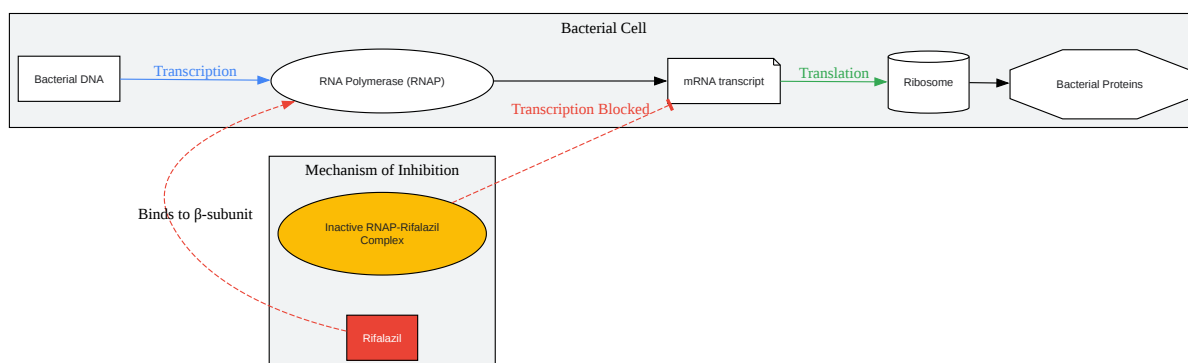 Bacterial Cell
Bacterial DNA
Transcription
RNA Polymerase (RNAP)
mRNA transcript
Translation
Ribosome
Bacterial Proteins
Transcription Blocked
Mechanism of Inhibition
Binds to β-subunit
Inactive RNAP-Rifalazil
Complex
Rifalazil